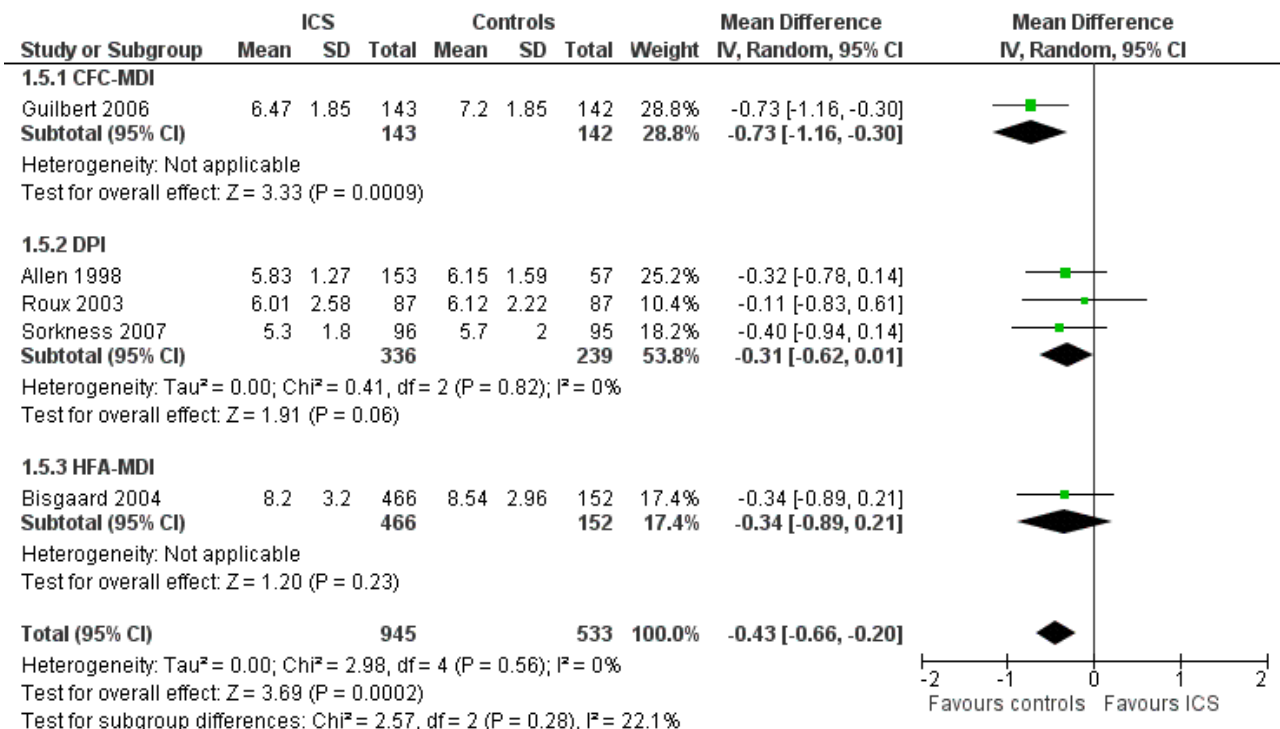 ICS Controls Mean Difference Mean Difference
Study or Subgroup Mean SD Total Mean SD Total Weight IV, Random, 95% CI IV, Random, 95% CI
1.5.1 CFC-MDI
Guilbert 2006 6.47 1.85 143 7.2 1.85 142 28.8% -0.73 [-1.16, -0.30]
Subtotal (95% CI) 143 142 28.8% -0.73 [-1.16, -0.30]
Heterogeneity: Not applicable
Test for overall effect: Z = 3.33 (P = 0.0009)
1.5.2 DPI
Allen 1998 5.83 1.27 153 6.15 1.59 57 25.2% -0.32 [-0.78, 0.14]
Roux 2003 6.01 2.58 87 6.12 2.22 87 10.4% -0.11 [-0.83, 0.61]
Sorkness 2007 5.3 1.8 96 5.7 2 95 18.2% -0.40 [-0.94, 0.14]
Subtotal (95% CI) 336 239 53.8% -0.31 [-0.62, 0.01]
Heterogeneity: Tau² = 0.00; Chi² = 0.41, df = 2 (P = 0.82); I² = 0%
Test for overall effect: Z = 1.91 (P = 0.06)
1.5.3 HFA-MDI
Bisgaard 2004 8.2 3.2 466 8.54 2.96 152 17.4% -0.34 [-0.89, 0.21]
Subtotal (95% CI) 466 152 17.4% -0.34 [-0.89, 0.21]
Heterogeneity: Not applicable
Test for overall effect: Z = 1.20 (P = 0.23)
Total (95% CI) 945 533 100.0% -0.43 [-0.66, -0.20]
Heterogeneity: Tau² = 0.00; Chi² = 2.98, df = 4 (P = 0.56); I² = 0%
Test for overall effect: Z = 3.69 (P = 0.0002)
Test for subgroup differences: Chi² = 2.57, df = 2 (P = 0.28), I² = 22.1%
-2 -1 0 1 2
Favours controls Favours ICS